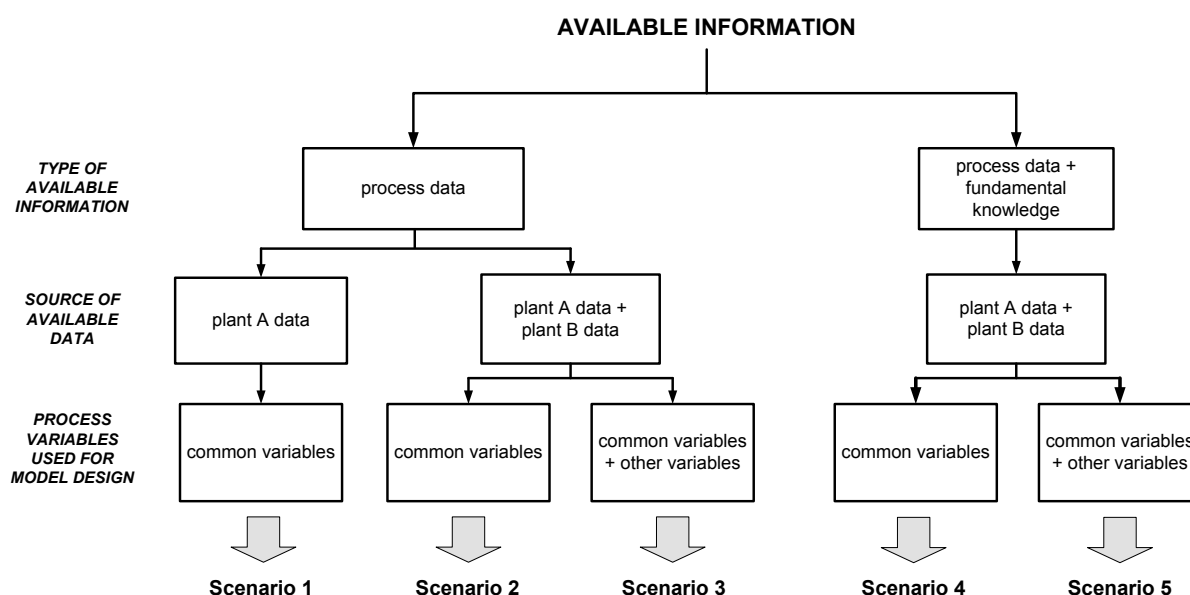 AVAILABLE INFORMATION
TYPE OF
AVAILABLE
INFORMATION
process data
process data +
fundamental
knowledge
SOURCE OF
AVAILABLE
DATA
plant A data
plant A data +
plant B data
plant A data +
plant B data
PROCESS
VARIABLES
USED FOR
MODEL DESIGN
common variables
common variables
common variables
+ other variables
common variables
common variables
+ other variables
Scenario 1
Scenario 2
Scenario 3
Scenario 4
Scenario 5